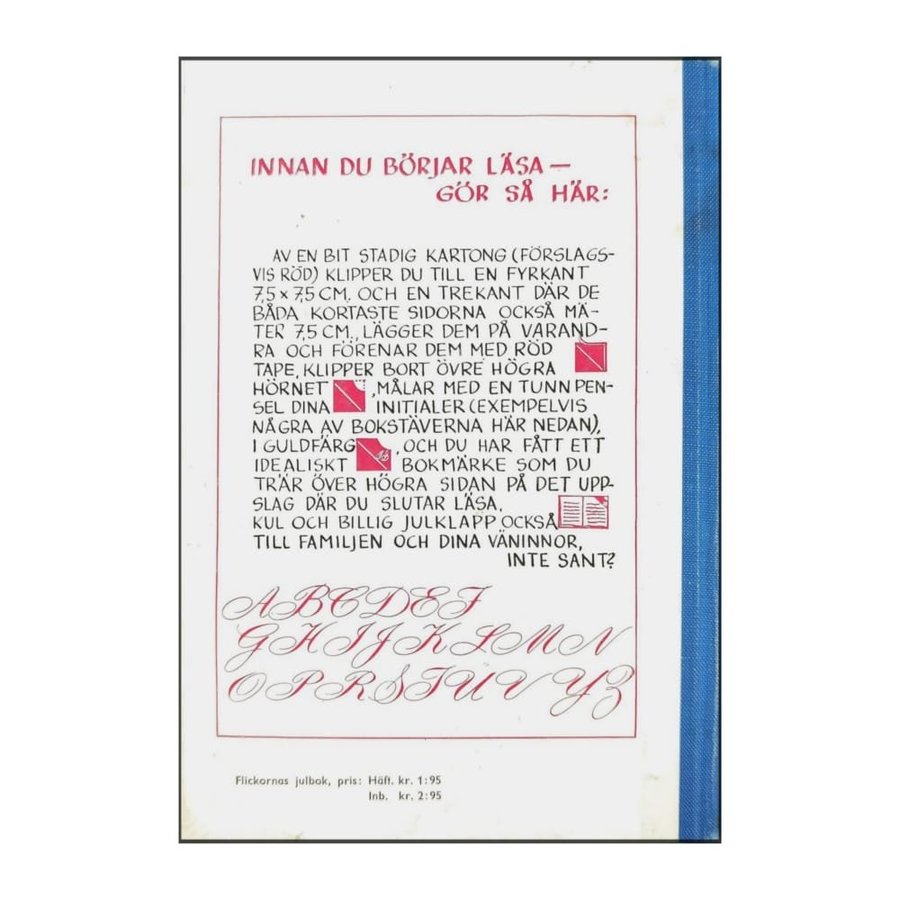 INNAN DU BÖRJAR LÄSA —
GÖR SÅ HÄR:
AV EN BIT STADIG KARTONG (FÖRSLAGS-
VIS RÖD) KLIPPER DU TILL EN FYRKANT
7,5 × 7,5 CM. OCH EN TREKANT DÄR DE
BÅDA KORTASTE SIDORNA OCKSÅ MÄ-
TER 7,5 CM., LÄGGER DEM PÅ VARAND-
RA OCH FÖRENAR DEM MED RÖD
TAPE, KLIPPER BORT ÖVRE HÖGRA
HÖRNET , MÅLAR MED EN TUNN PEN-
SEL DINA INITIALER (EXEMPELVIS
NÅGRA AV BOKSTÄVERNA HÄR NEDAN),
I GULDFÄRG , OCH DU HAR FÅTT ETT
IDEALISKT BOKMÄRKE SOM DU
TRÄR ÖVER HÖGRA SIDAN PÅ DET UPP-
SLAG DÄR DU SLUTAR LÄSA.
KUL OCH BILLIG JULKLAPP OCKSÅ
TILL FAMILJEN OCH DINA VÄNINNOR,
INTE SANT?
A B C D E F
G H I J K L M N
O P R S T U V Y Z
Flickornas julbok, pris: Häft. kr. 1:95
Inb. kr. 2:95